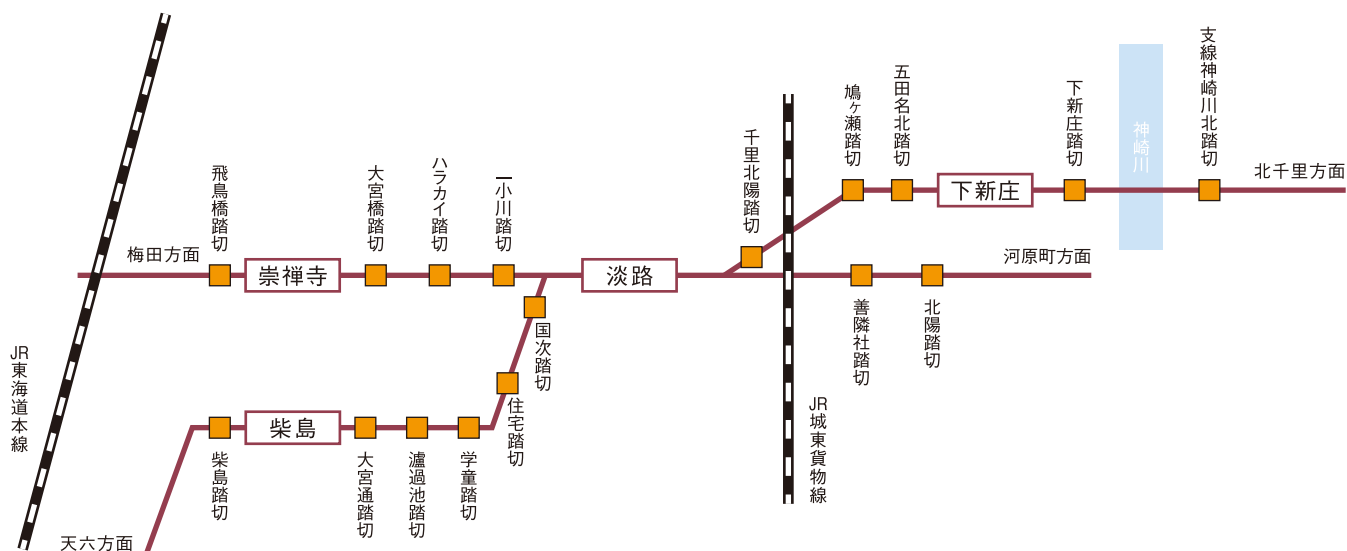 支線神崎川北踏切
五田名北踏切
下新庄踏切
鳩ヶ瀬踏切
神崎川
千里北陽踏切
ハラカイ踏切
飛鳥橋踏切
大宮橋踏切
一小川踏切
北千里方面
下新庄
梅田方面
河原町方面
崇禅寺
淡路
善隣社踏切
北陽踏切
国次踏切
JR東海道本線
住宅踏切
JR城東貨物線
柴島
柴島踏切
大宮通踏切
濾過池踏切
学童踏切
天六方面